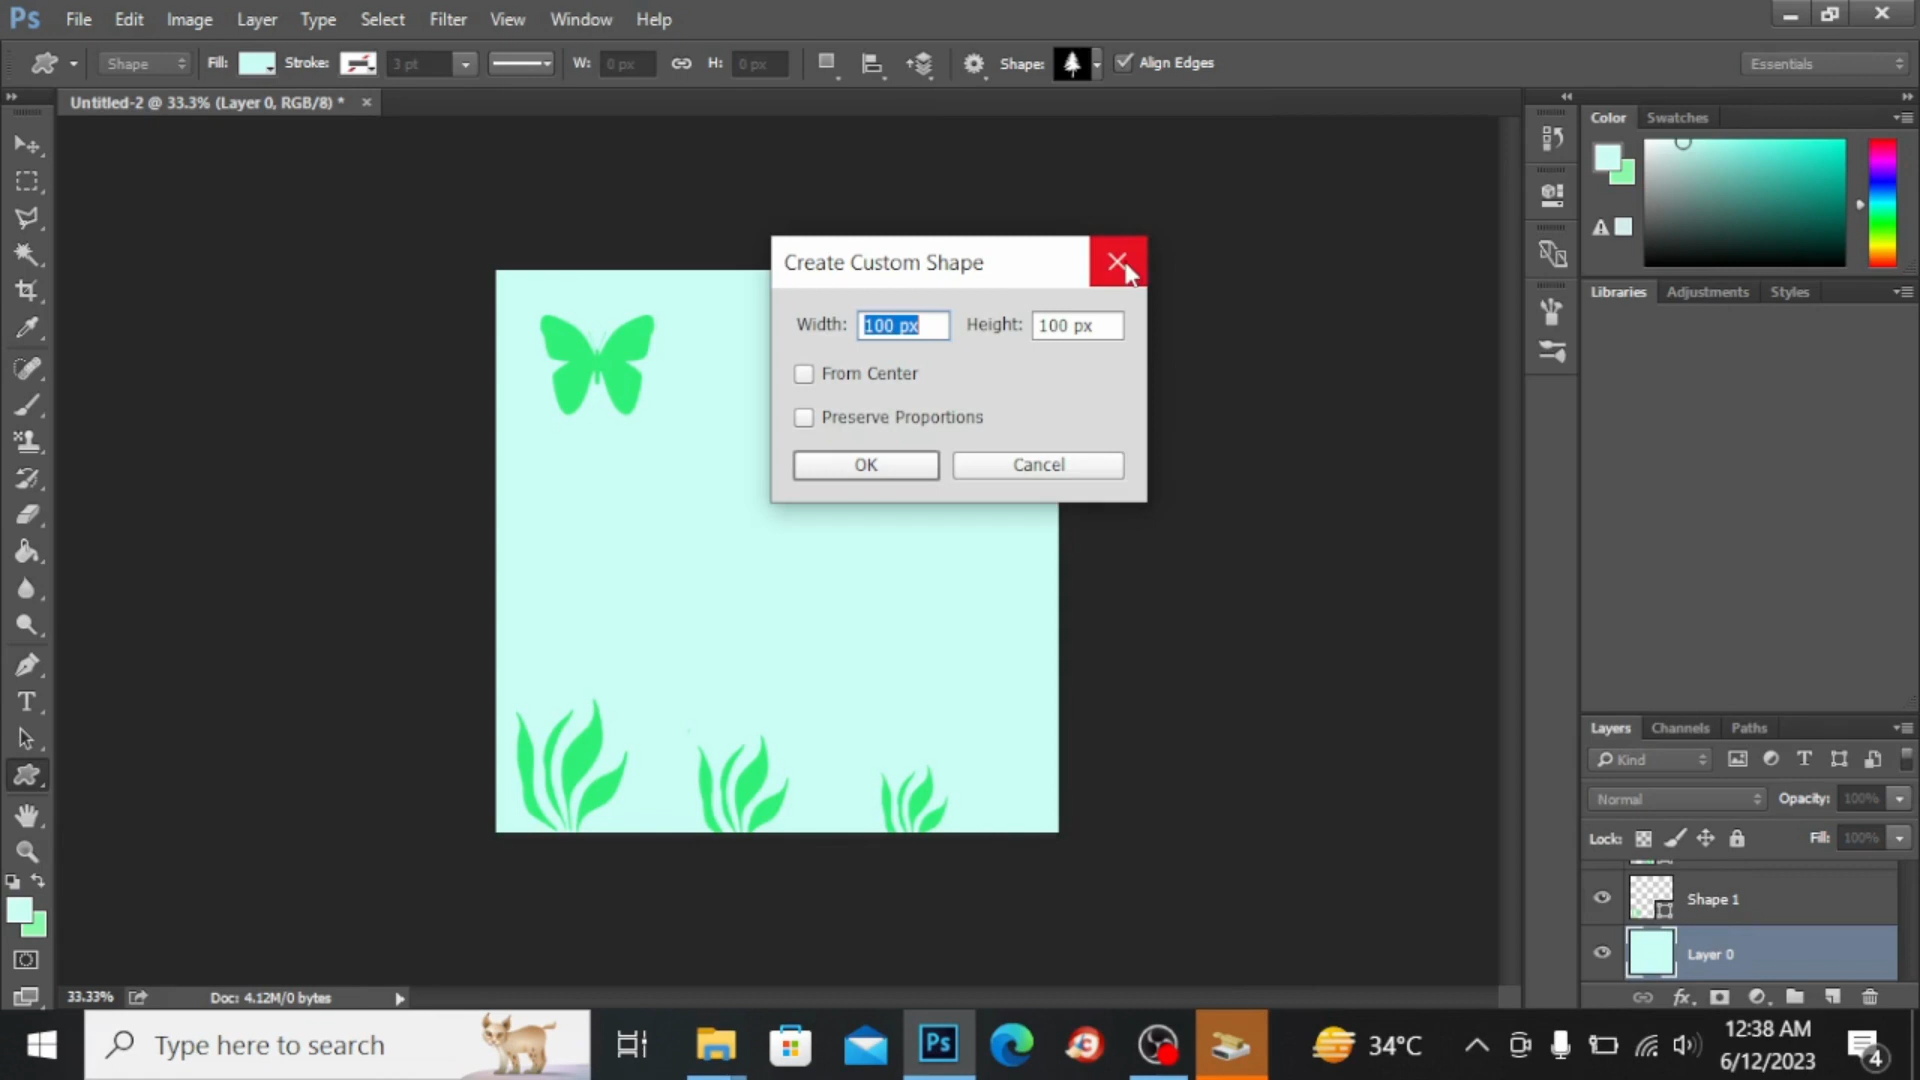 Ps File Edit Image Layer Type Select Filter View Window Help
Shape Fill: Stroke: 3 pt W: 0 px H: 0 px Shape: Align Edges Essentials
Untitled-2 @ 33.3% (Layer 0, RGB/8) *
Color Swatches
Create Custom Shape
Libraries Adjustments Styles
Width: 100 px Height: 100 px
From Center
Preserve Proportions
OK Cancel
Layers Channels Paths
Kind
Normal Opacity: 100%
Lock: Fill: 100%
Shape 1
Layer 0
33.33% Doc: 4.12M/0 bytes
fx
Type here to search Ps 34°C 12:38 AM
6/12/2023 4